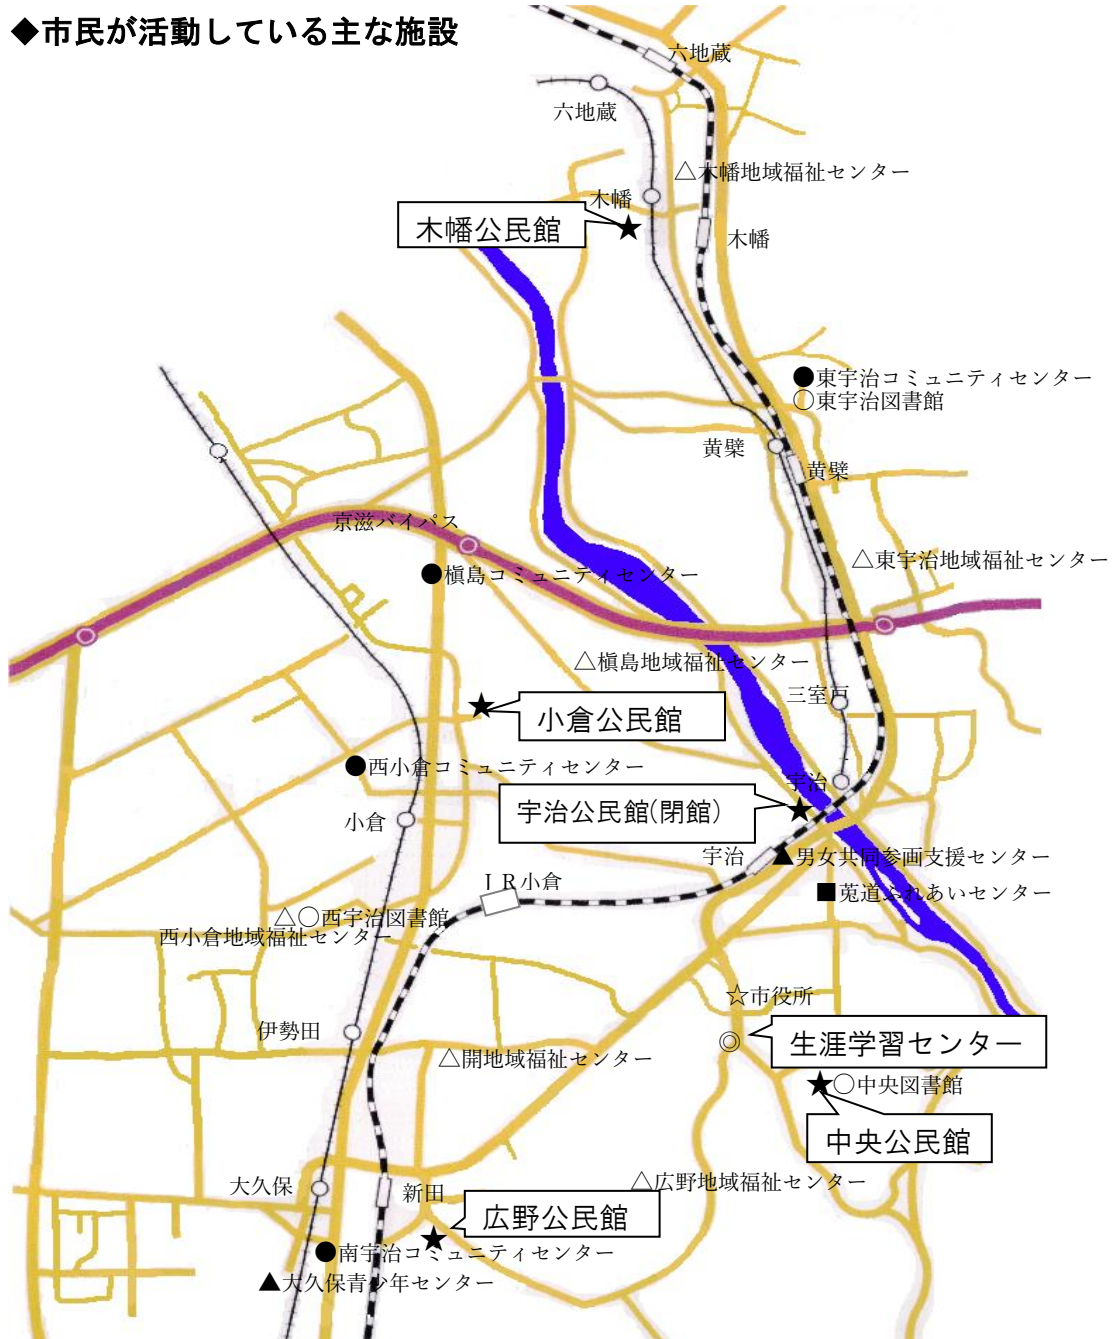 ◆市民が活動している主な施設
六地蔵
六地蔵
△木幡地域福祉センター
木幡
木幡公民館
★
木幡
●東宇治コミュニティセンター
○東宇治図書館
黄檗
黄檗
京滋バイパス
△東宇治地域福祉センター
●槇島コミュニティセンター
△槇島地域福祉センター
三室戸
★
小倉公民館
●西小倉コミュニティセンター
宇治
宇治公民館(閉館)
★
小倉
宇治
▲男女共同参画支援センター
JR小倉
■莵道ふれあいセンター
△○西宇治図書館
西小倉地域福祉センター
☆市役所
伊勢田
◎
生涯学習センター
△開地域福祉センター
★○中央図書館
中央公民館
大久保
新田
△広野地域福祉センター
広野公民館
★
●南宇治コミュニティセンター
▲大久保青少年センター